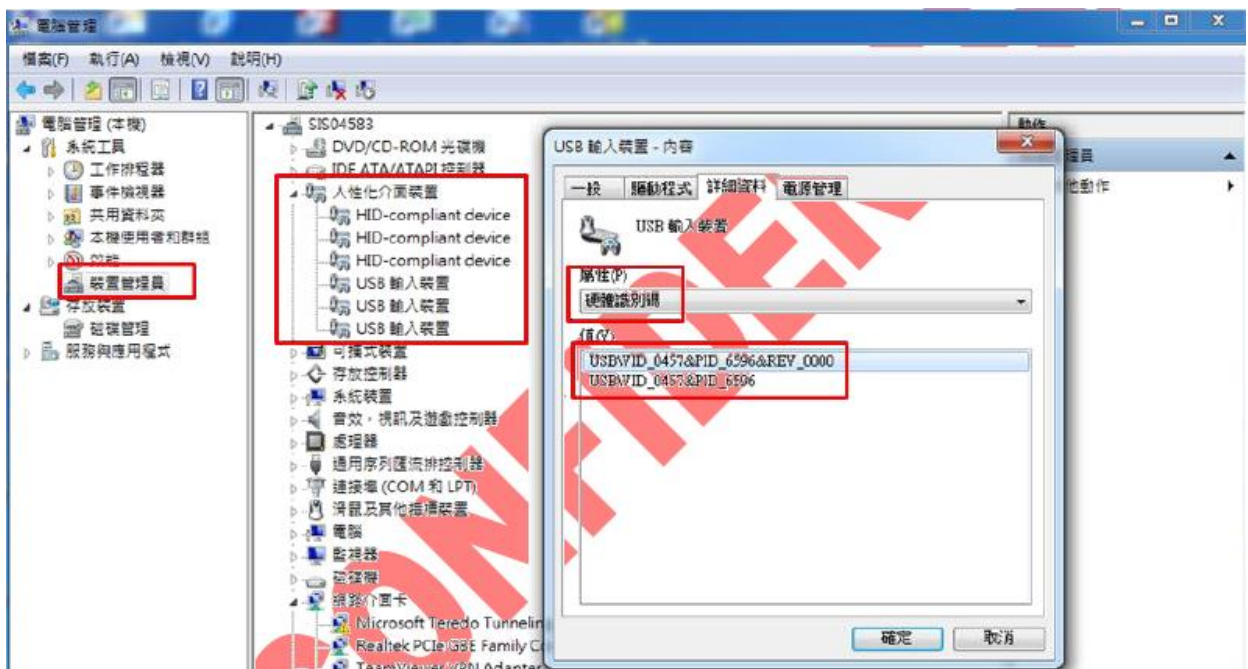 電腦管理
檔案(F) 執行(A) 檢視(V) 說明(H)
電腦管理 (本機)
系統工具
工作排程器
事件檢視器
共用資料夾
本機使用者和群組
效能
裝置管理員
存放裝置
磁碟管理
服務與應用程式
SIS04583
DVD/CD-ROM 光碟機
IDE ATA/ATAPI 控制器
人性化介面裝置
HID-compliant device
HID-compliant device
HID-compliant device
USB 輸入裝置
USB 輸入裝置
USB 輸入裝置
可攜式裝置
存放控制器
系統裝置
音效，視訊及遊戲控制器
處理器
通用序列匯流排控制器
連接埠 (COM 和 LPT)
滑鼠及其他指標裝置
電腦
監視器
磁碟機
網路介面卡
Microsoft Teredo Tunnelin
Realtek PCIe GBE Family Co
TeamViewer VPN Adapter
USB 輸入裝置 - 內容
一般 驅動程式 詳細資料 電源管理
USB 輸入裝置
屬性(P)
硬體識別碼
值(V)
USB\VID_0457&PID_6596&REV_0000
USB\VID_0457&PID_6596
確定 取消
動作
理員
他動作
CONFIDEN